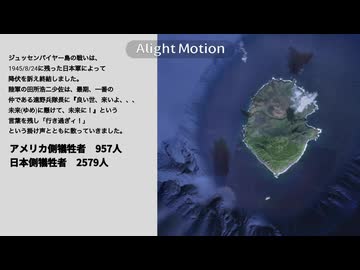 Alight Motion
ジュッセンパイヤー島の戦いは、
1945/8/24に残った日本軍によって
降伏を訴え終結しました。
陸軍の田所浩二少佐は、最期、一番の
仲である遠野兵隊長に『良い世、来いよ、、、
未来(ゆめ)に懸けて、未来に!』という
言葉を残し「行き過ぎィ!」
という掛け声とともに散っていきました。
アメリカ側犠牲者 957人
日本側犠牲者 2579人